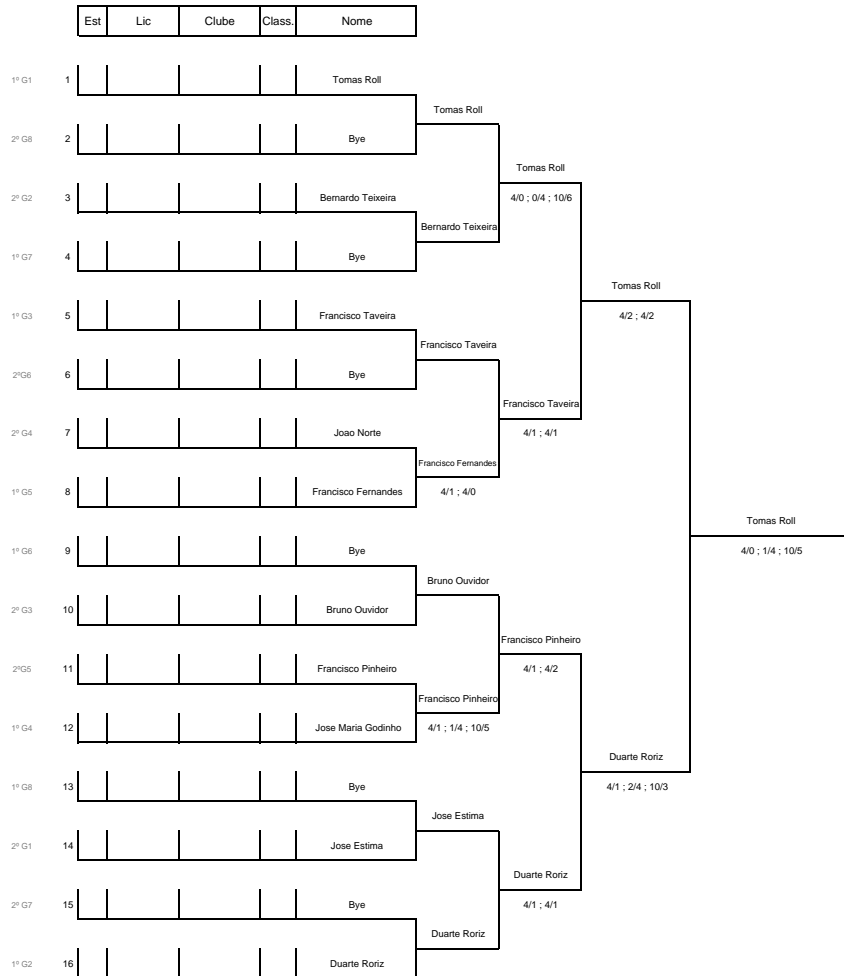 Est Lic Clube Class. Nome
1º G1 1 Tomas Roll
Tomas Roll
2º G8 2 Bye
Tomas Roll
2º G2 3 Bernardo Teixeira 4/0 ; 0/4 ; 10/6
Bernardo Teixeira
1º G7 4 Bye
Tomas Roll
1º G3 5 Francisco Taveira 4/2 ; 4/2
Francisco Taveira
2ºG6 6 Bye
Francisco Taveira
2º G4 7 Joao Norte 4/1 ; 4/1
Francisco Fernandes
1º G5 8 Francisco Fernandes 4/1 ; 4/0
Tomas Roll
1º G6 9 Bye 4/0 ; 1/4 ; 10/5
Bruno Ouvidor
2º G3 10 Bruno Ouvidor
Francisco Pinheiro
2ºG5 11 Francisco Pinheiro 4/1 ; 4/2
Francisco Pinheiro
1º G4 12 Jose Maria Godinho 4/1 ; 1/4 ; 10/5
Duarte Roriz
1º G8 13 Bye 4/1 ; 2/4 ; 10/3
Jose Estima
2º G1 14 Jose Estima
Duarte Roriz
2º G7 15 Bye 4/1 ; 4/1
Duarte Roriz
1º G2 16 Duarte Roriz